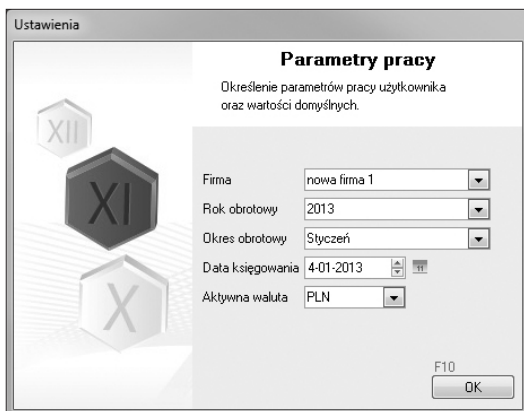 Ustawienia
Parametry pracy
Określenie parametrów pracy użytkownika
oraz wartości domyślnych.
XII
XI
X
Firma nowa firma 1
Rok obrotowy 2013
Okres obrotowy Styczeń
Data księgowania 4-01-2013 11
Aktywna waluta PLN
F10
OK